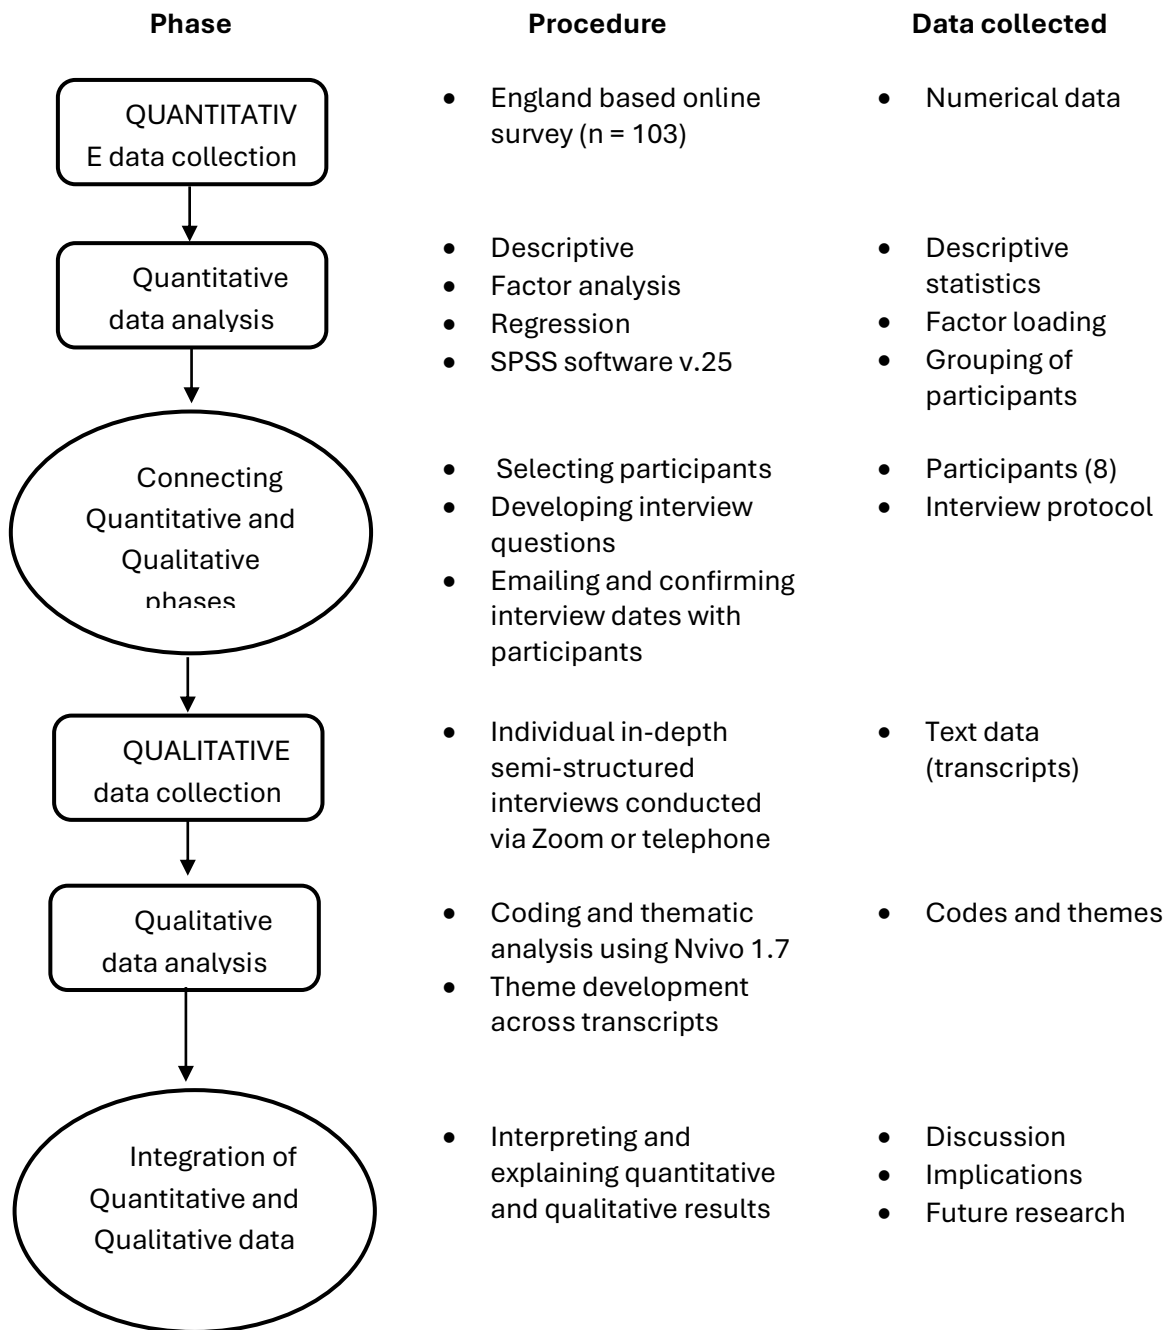 Phase Procedure Data collected
QUANTITATIV
E data collection
• England based online
survey (n = 103)
• Numerical data
Quantitative
data analysis
• Descriptive
• Factor analysis
• Regression
• SPSS software v.25
• Descriptive
statistics
• Factor loading
• Grouping of
participants
Connecting
Quantitative and
Qualitative
phases
• Selecting participants
• Developing interview
questions
• Emailing and confirming
interview dates with
participants
• Participants (8)
• Interview protocol
QUALITATIVE
data collection
• Individual in-depth
semi-structured
interviews conducted
via Zoom or telephone
• Text data
(transcripts)
Qualitative
data analysis
• Coding and thematic
analysis using Nvivo 1.7
• Theme development
across transcripts
• Codes and themes
Integration of
Quantitative and
Qualitative data
• Interpreting and
explaining quantitative
and qualitative results
• Discussion
• Implications
• Future research